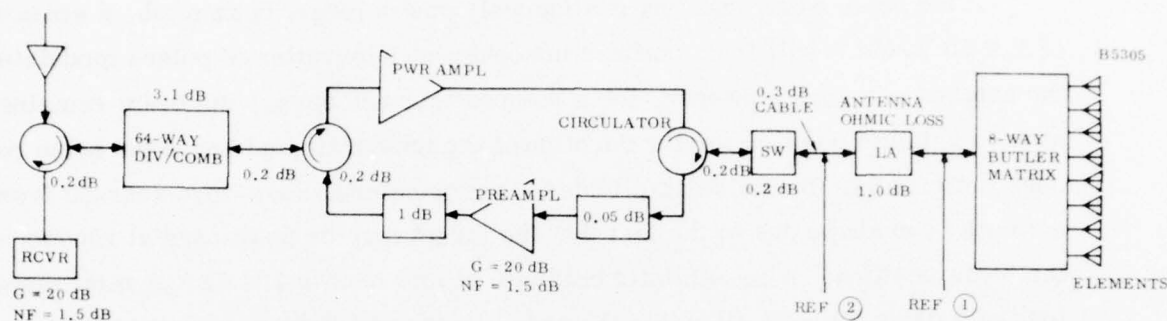 B5305
PWR AMPL
3.1 dB
0.3 dB
CABLE
ANTENNA
OHMIC LOSS
CIRCULATOR
64-WAY
DIV/COMB
SW
LA
8-WAY
BUTLER
MATRIX
0.2 dB
0.2 dB
0.2 dB
0.2 dB
0.2 dB
1.0 dB
PREAMPL
1 dB
0.05 dB
RCVR
G = 20 dB
NF = 1.5 dB
G = 20 dB
NF = 1.5 dB
REF 2
REF 1
ELEMENTS